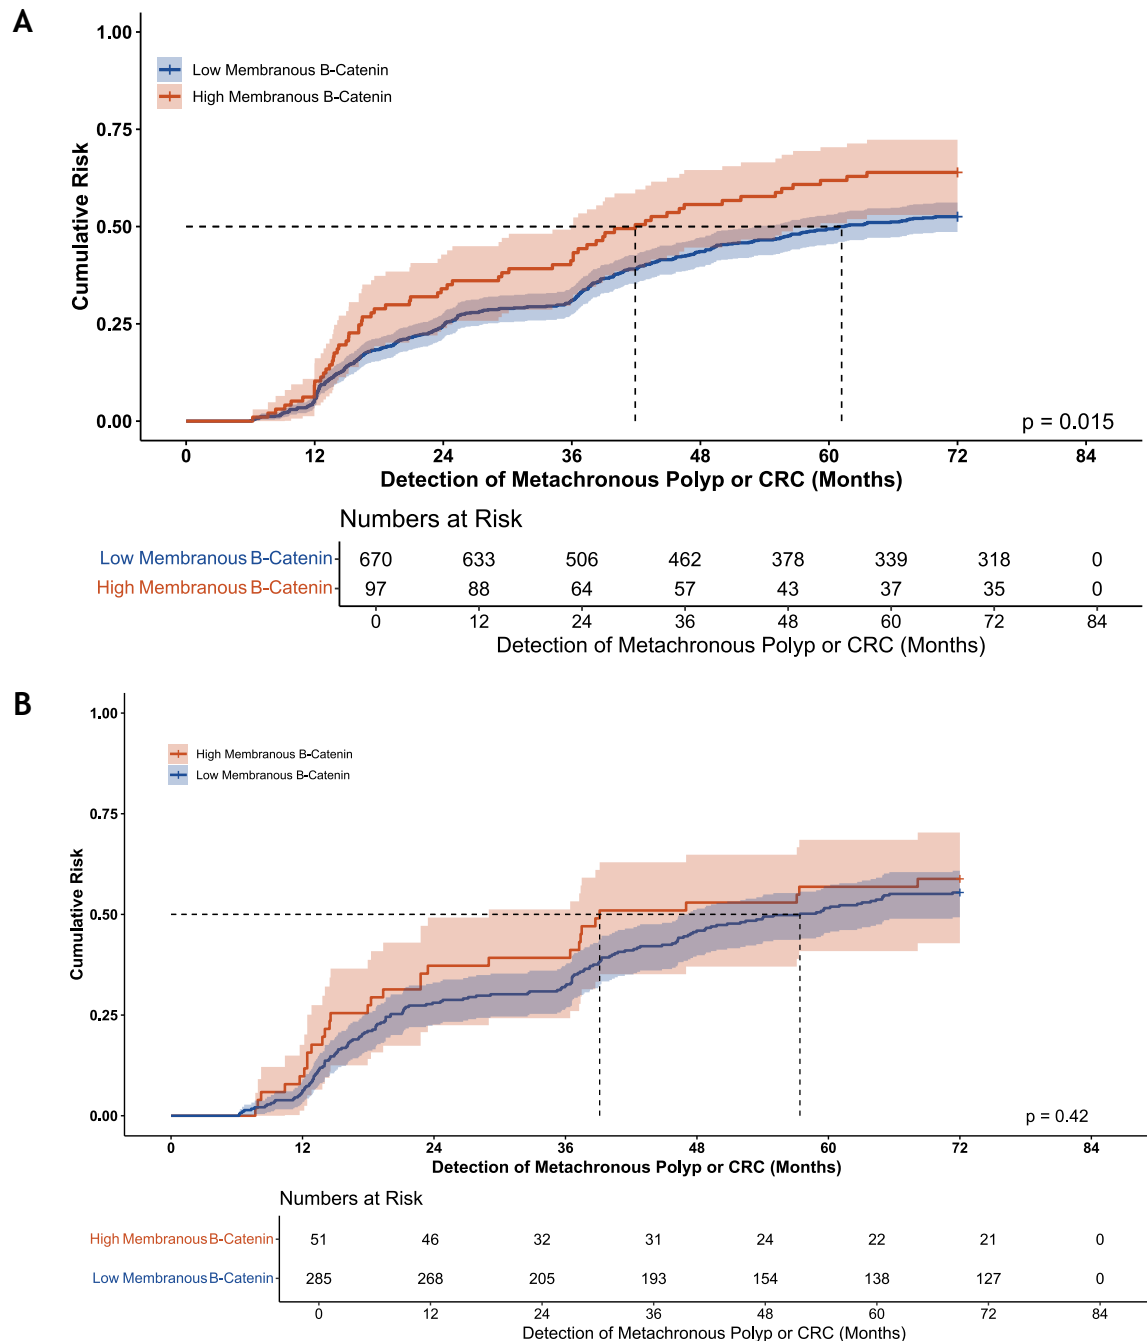 A
1.00
Low Membranous B-Catenin
High Membranous B-Catenin
0.75
0.50
0.25
0.00
Cumulative Risk
p = 0.015
0 12 24 36 48 60 72 84
Detection of Metachronous Polyp or CRC (Months)
Numbers at Risk
Low Membranous B-Catenin 670 633 506 462 378 339 318 0
High Membranous B-Catenin 97 88 64 57 43 37 35 0
0 12 24 36 48 60 72 84
Detection of Metachronous Polyp or CRC (Months)
B
1.00
High Membranous B-Catenin
Low Membranous B-Catenin
0.75
0.50
0.25
0.00
Cumulative Risk
p = 0.42
0 12 24 36 48 60 72 84
Detection of Metachronous Polyp or CRC (Months)
Numbers at Risk
High Membranous B-Catenin 51 46 32 31 24 22 21 0
Low Membranous B-Catenin 285 268 205 193 154 138 127 0
0 12 24 36 48 60 72 84
Detection of Metachronous Polyp or CRC (Months)